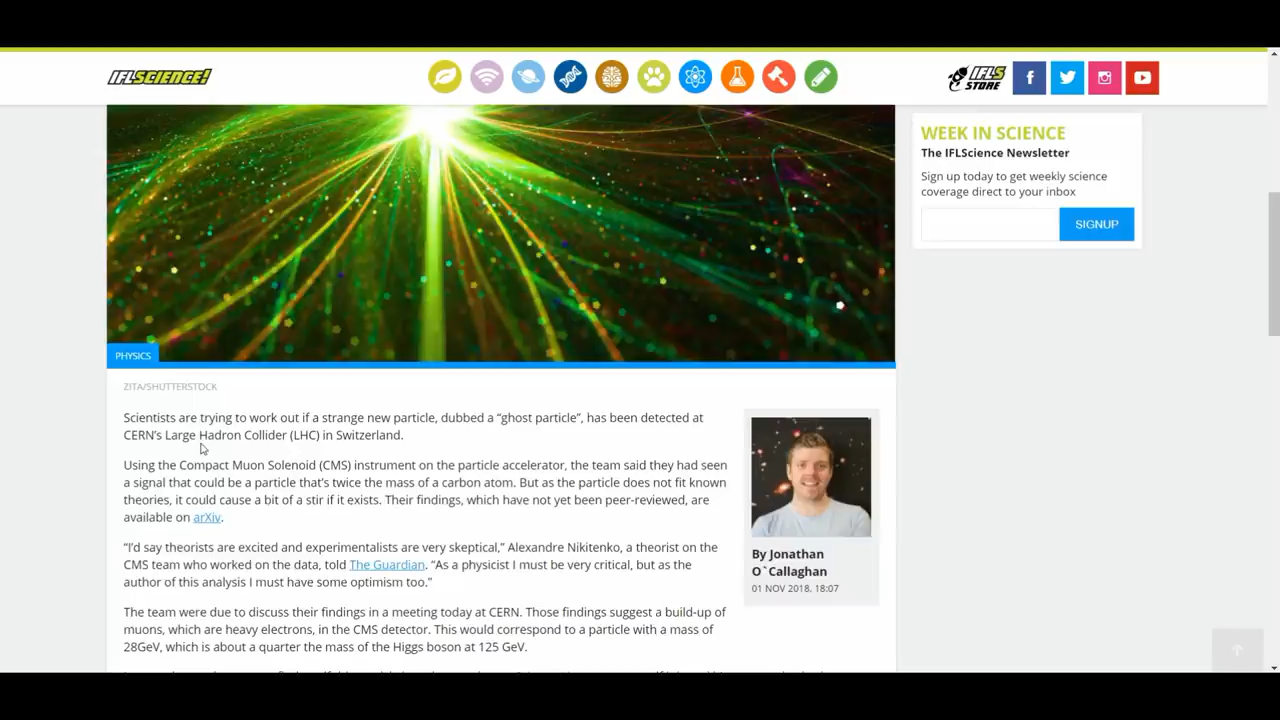 IFLSCIENCE!
IFLS
STORE
WEEK IN SCIENCE
The IFLScience Newsletter
Sign up today to get weekly science
coverage direct to your inbox
SIGNUP
PHYSICS
ZITA/SHUTTERSTOCK
Scientists are trying to work out if a strange new particle, dubbed a “ghost particle”, has been detected at
CERN’s Large Hadron Collider (LHC) in Switzerland.
Using the Compact Muon Solenoid (CMS) instrument on the particle accelerator, the team said they had seen
a signal that could be a particle that’s twice the mass of a carbon atom. But as the particle does not fit known
theories, it could cause a bit of a stir if it exists. Their findings, which have not yet been peer-reviewed, are
available on arXiv.
“I’d say theorists are excited and experimentalists are very skeptical,” Alexandre Nikitenko, a theorist on the
CMS team who worked on the data, told The Guardian. “As a physicist I must be very critical, but as the
author of this analysis I must have some optimism too.”
The team were due to discuss their findings in a meeting today at CERN. Those findings suggest a build-up of
muons, which are heavy electrons, in the CMS detector. This would correspond to a particle with a mass of
28GeV, which is about a quarter the mass of the Higgs boson at 125 GeV.
By Jonathan
O`Callaghan
01 NOV 2018, 18:07